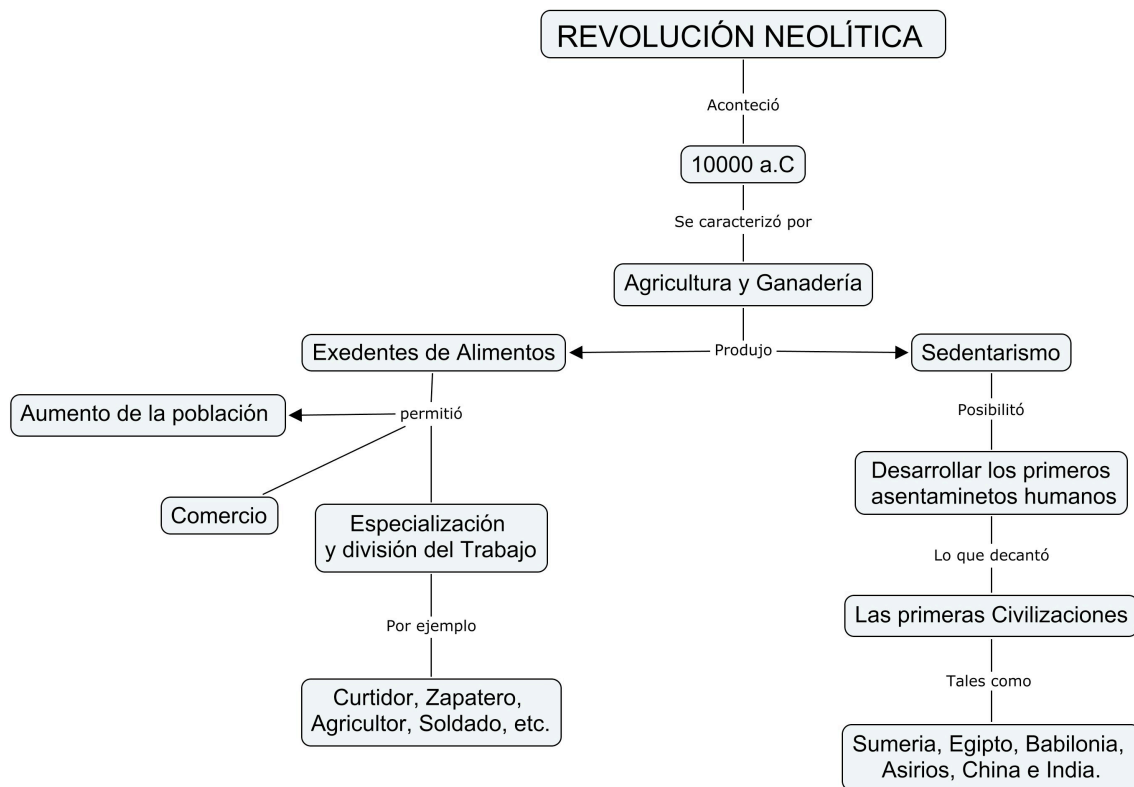 REVOLUCIÓN NEOLÍTICA
Aconteció
10000 a.C
Se caracterizó por
Agricultura y Ganadería
Produjo
Exedentes de Alimentos
Sedentarismo
permitió
Aumento de la población
Comercio
Especialización
y división del Trabajo
Por ejemplo
Curtidor, Zapatero,
Agricultor, Soldado, etc.
Posibilitó
Desarrollar los primeros
asentaminetos humanos
Lo que decantó
Las primeras Civilizaciones
Tales como
Sumeria, Egipto, Babilonia,
Asirios, China e India.